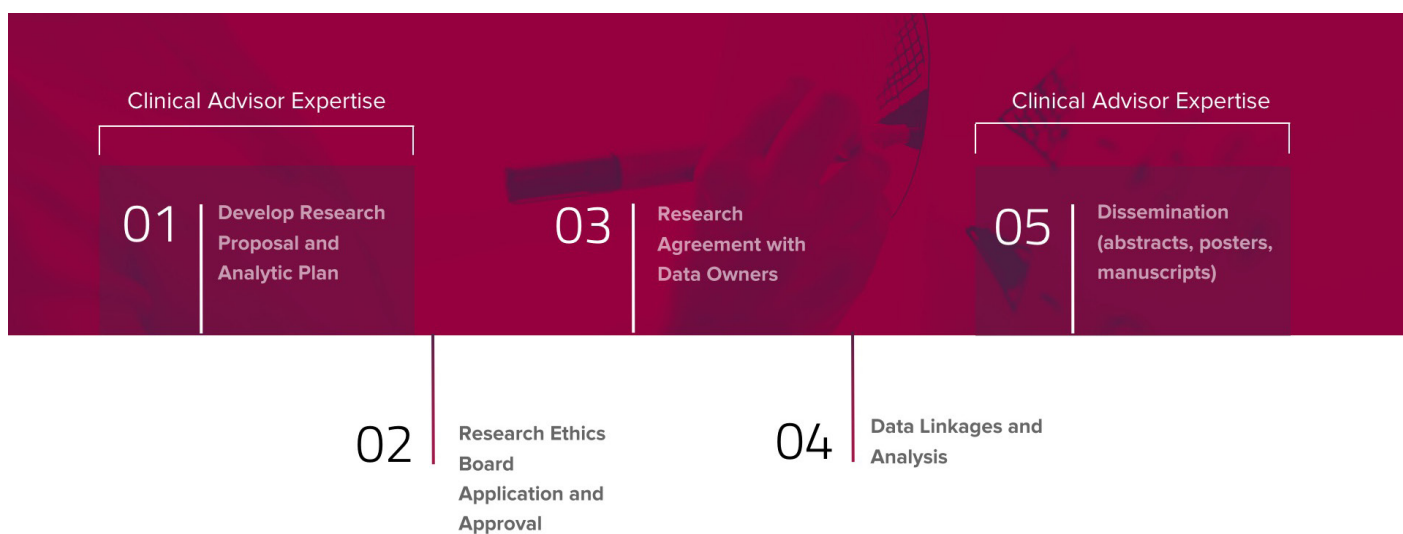 Clinical Advisor Expertise
Clinical Advisor Expertise
01
Develop Research
Proposal and
Analytic Plan
02
Research Ethics
Board
Application and
Approval
03
Research
Agreement with
Data Owners
04
Data Linkages and
Analysis
05
Dissemination
(abstracts, posters,
manuscripts)